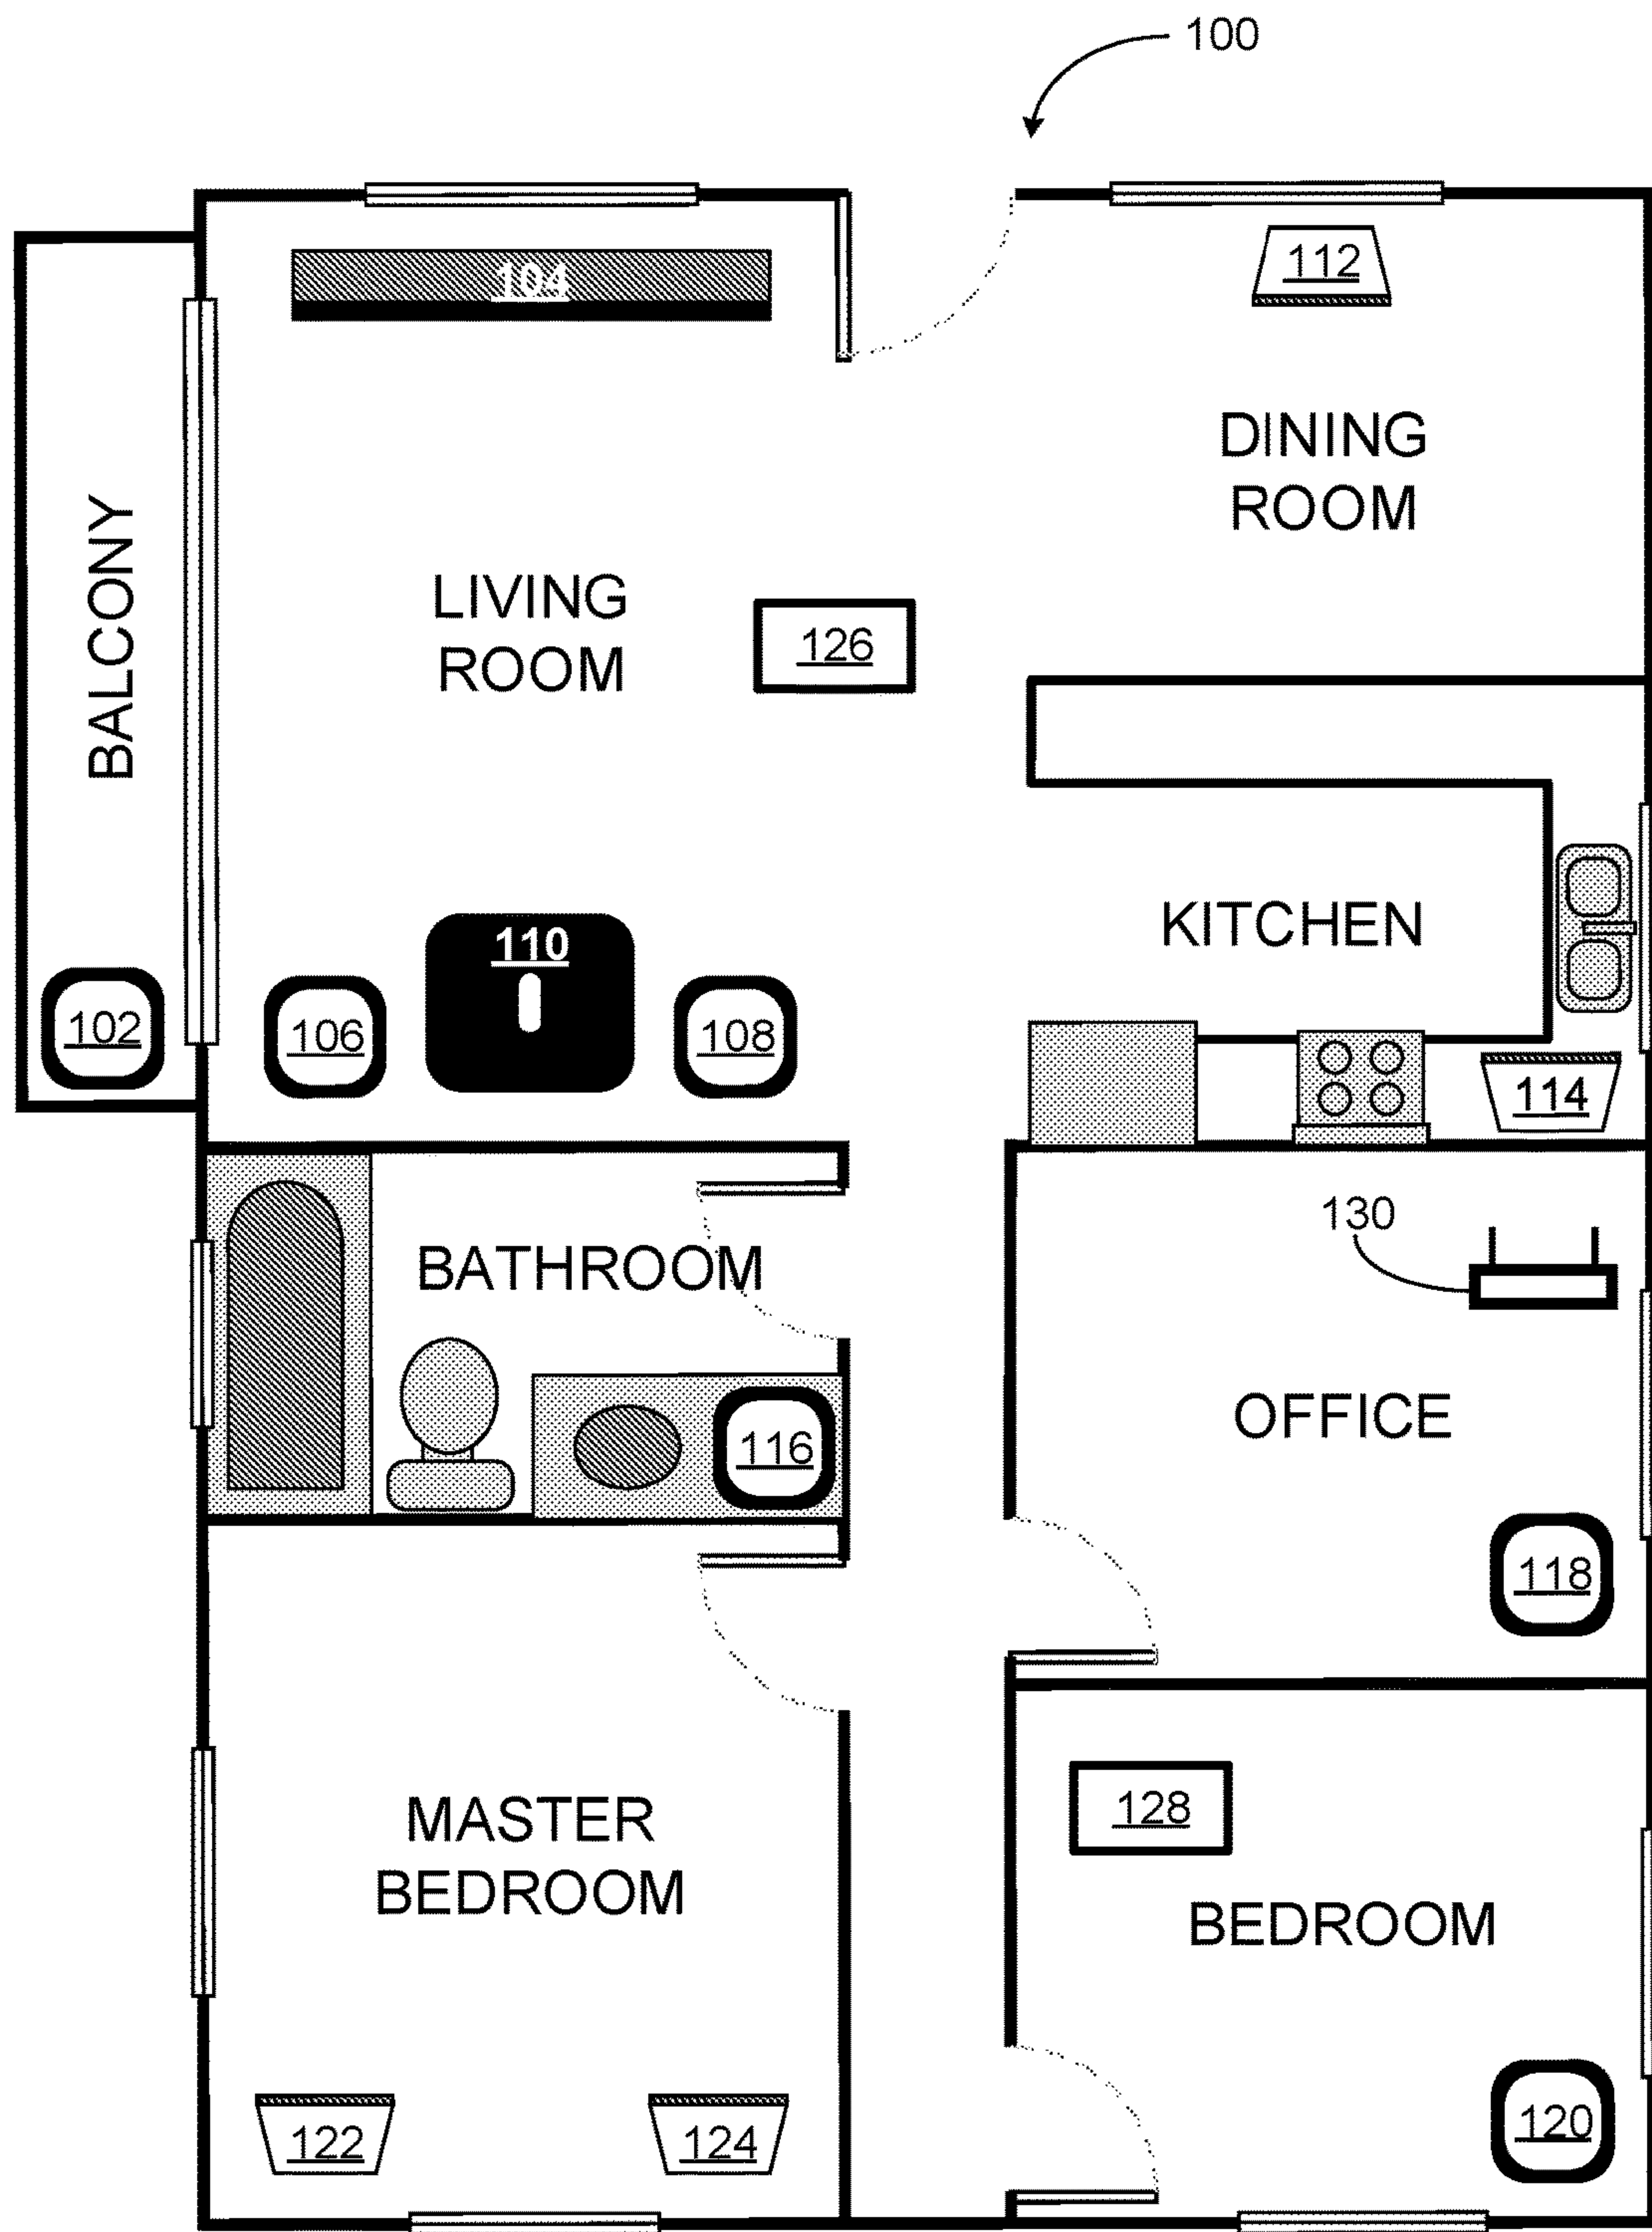 100
104
112
DINING
ROOM
BALCONY
LIVING
ROOM
126
KITCHEN
110
102
106
108
114
130
BATHROOM
OFFICE
116
118
MASTER
BEDROOM
128
BEDROOM
122
124
120